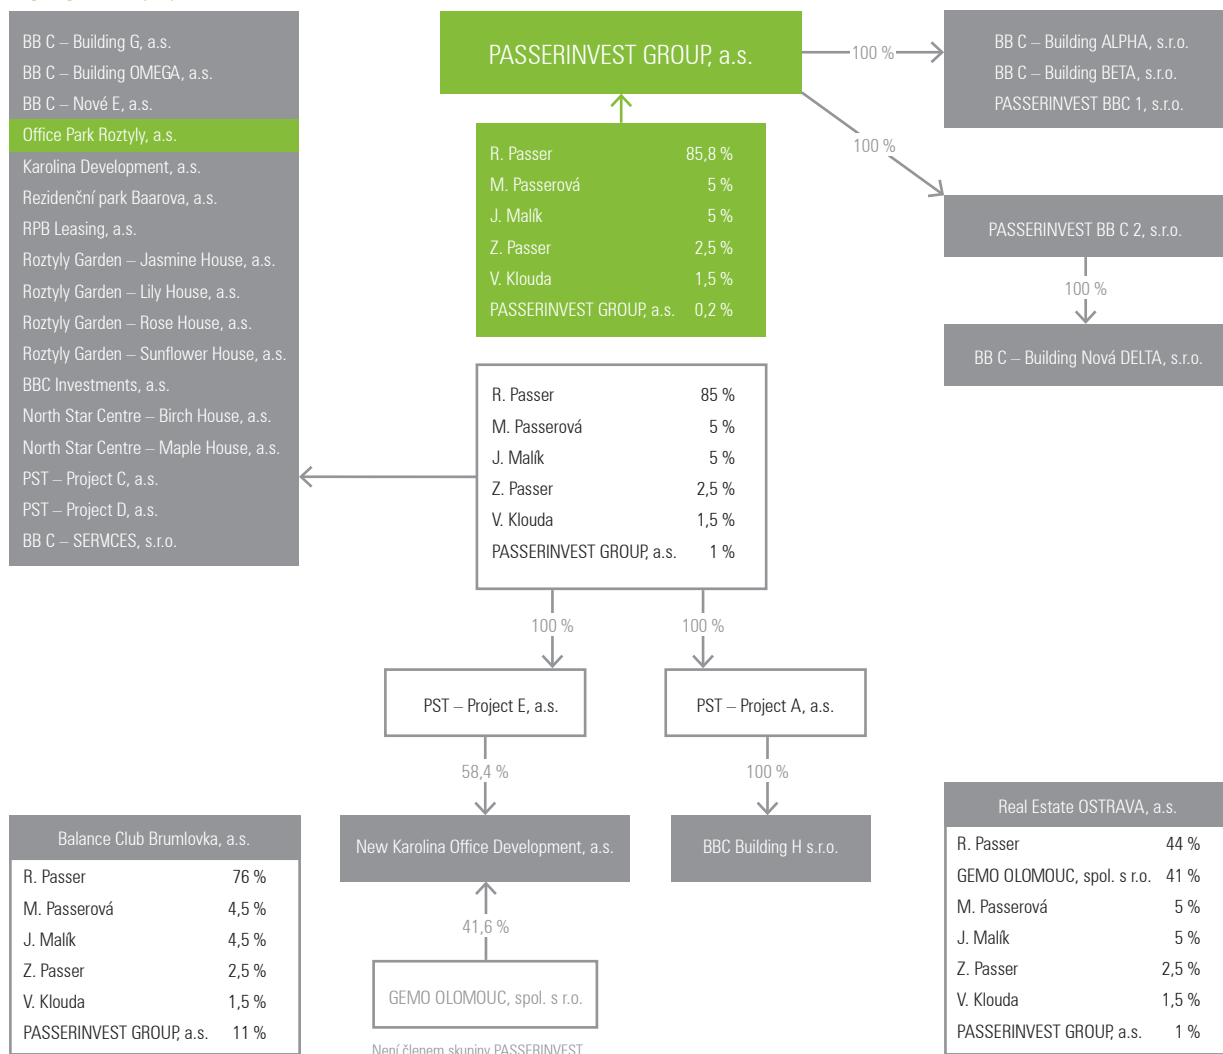 BB C – Building G, a.s.
BB C – Building OMEGA, a.s.
BB C – Nové E, a.s.
Office Park Roztyly, a.s.
Karolina Development, a.s.
Rezidenční park Baarova, a.s.
RPB Leasing, a.s.
Roztyly Garden – Jasmine House, a.s.
Roztyly Garden – Lily House, a.s.
Roztyly Garden – Rose House, a.s.
Roztyly Garden – Sunflower House, a.s.
BBC Investments, a.s.
North Star Centre – Birch House, a.s.
North Star Centre – Maple House, a.s.
PST – Project C, a.s.
PST – Project D, a.s.
BB C – SERVICES, s.r.o.
PASSERINVEST GROUP, a.s.
100 %
BB C – Building ALPHA, s.r.o.
BB C – Building BETA, s.r.o.
PASSERINVEST BBC 1, s.r.o.
100 %
PASSERINVEST BB C 2, s.r.o.
100 %
BB C – Building Nová DELTA, s.r.o.
R. Passer 85,8 %
M. Passerová 5 %
J. Malík 5 %
Z. Passer 2,5 %
V. Klouda 1,5 %
PASSERINVEST GROUP, a.s. 0,2 %
R. Passer 85 %
M. Passerová 5 %
J. Malík 5 %
Z. Passer 2,5 %
V. Klouda 1,5 %
PASSERINVEST GROUP, a.s. 1 %
100 % 100 %
PST – Project E, a.s.
PST – Project A, a.s.
58,4 %
100 %
New Karolina Office Development, a.s.
BBC Building H s.r.o.
41,6 %
GEMO OLOMOUC, spol. s r.o.
Není členem skupiny PASSERINVEST
Balance Club Brumlovka, a.s.
R. Passer 76 %
M. Passerová 4,5 %
J. Malík 4,5 %
Z. Passer 2,5 %
V. Klouda 1,5 %
PASSERINVEST GROUP, a.s. 11 %
Real Estate OSTRAVA, a.s.
R. Passer 44 %
GEMO OLOMOUC, spol. s r.o. 41 %
M. Passerová 5 %
J. Malík 5 %
Z. Passer 2,5 %
V. Klouda 1,5 %
PASSERINVEST GROUP, a.s. 1 %